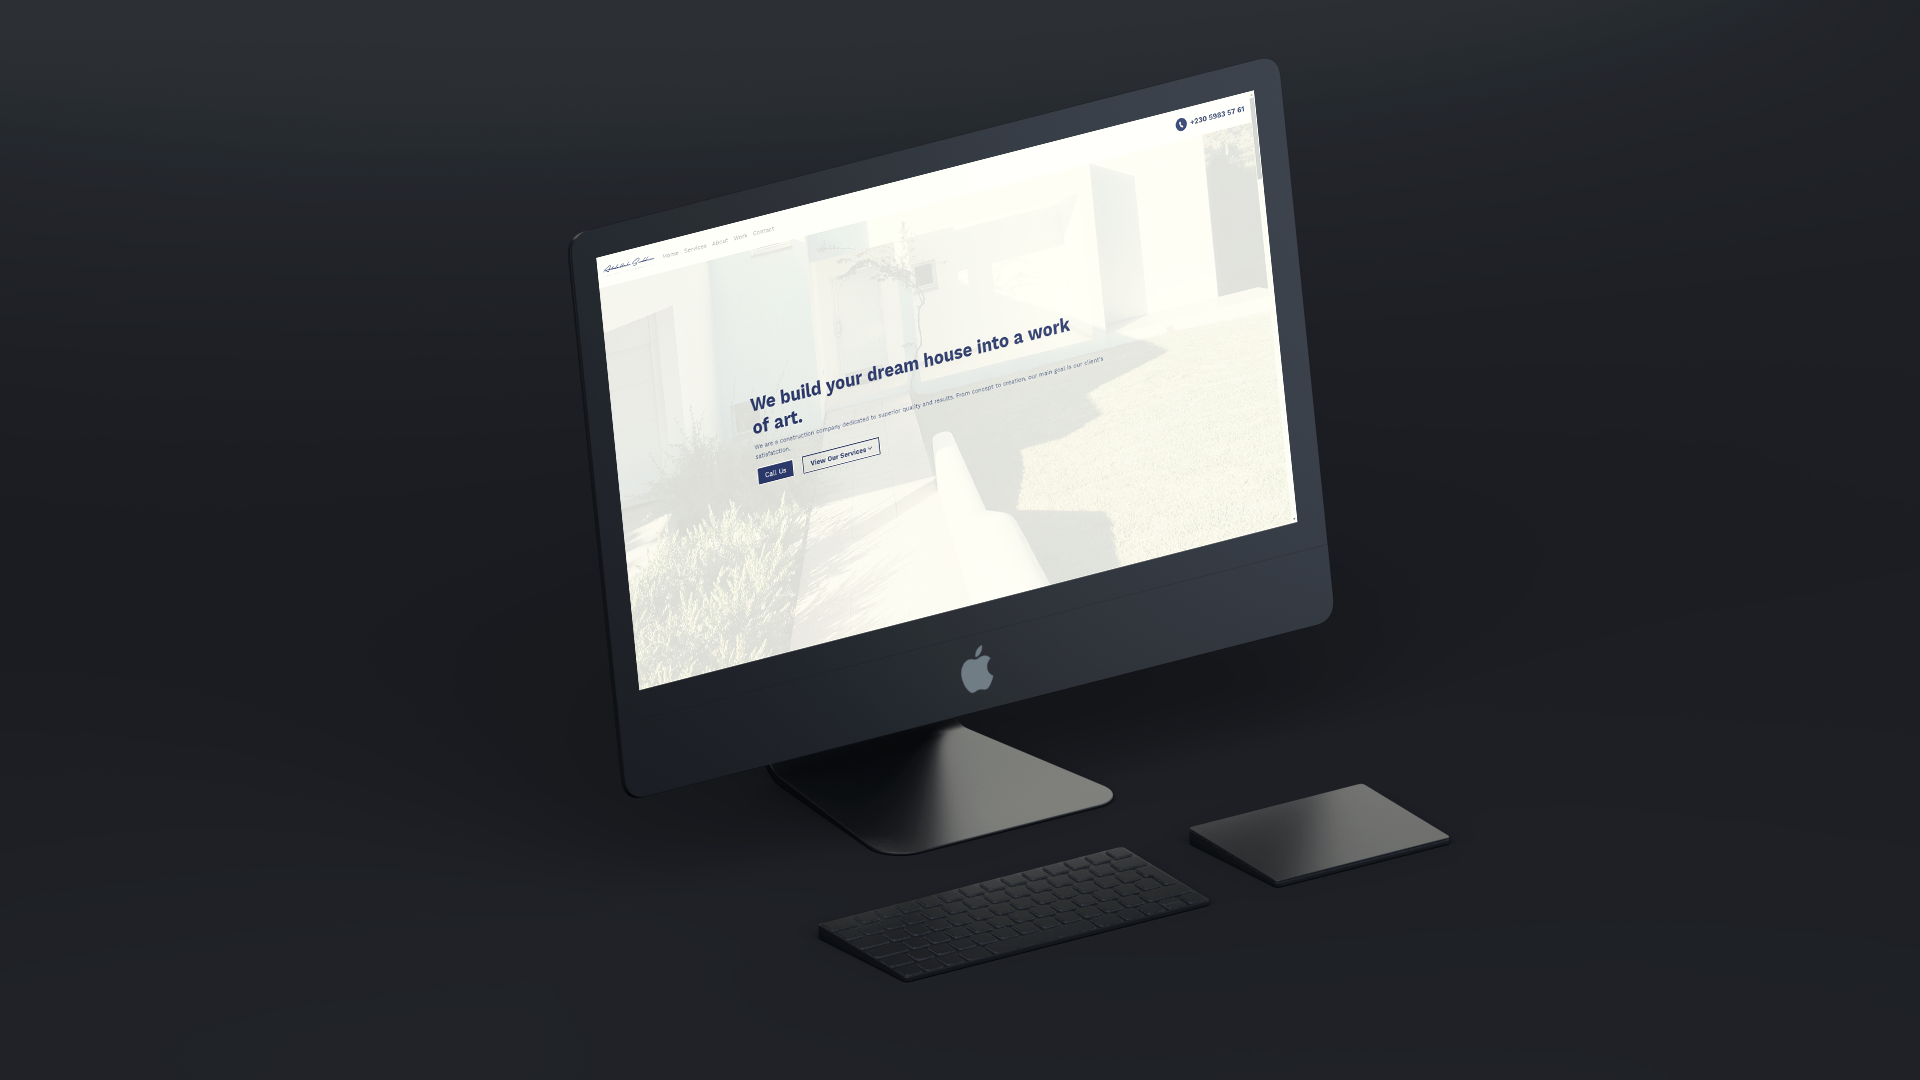 Home Services About Work Contact
+230 5983 57 61
We build your dream house into a work
of art.
We are a construction company dedicated to superior quality and results. From concept to creation, our main goal is our client's
satisfaction.
Call Us
View Our Services